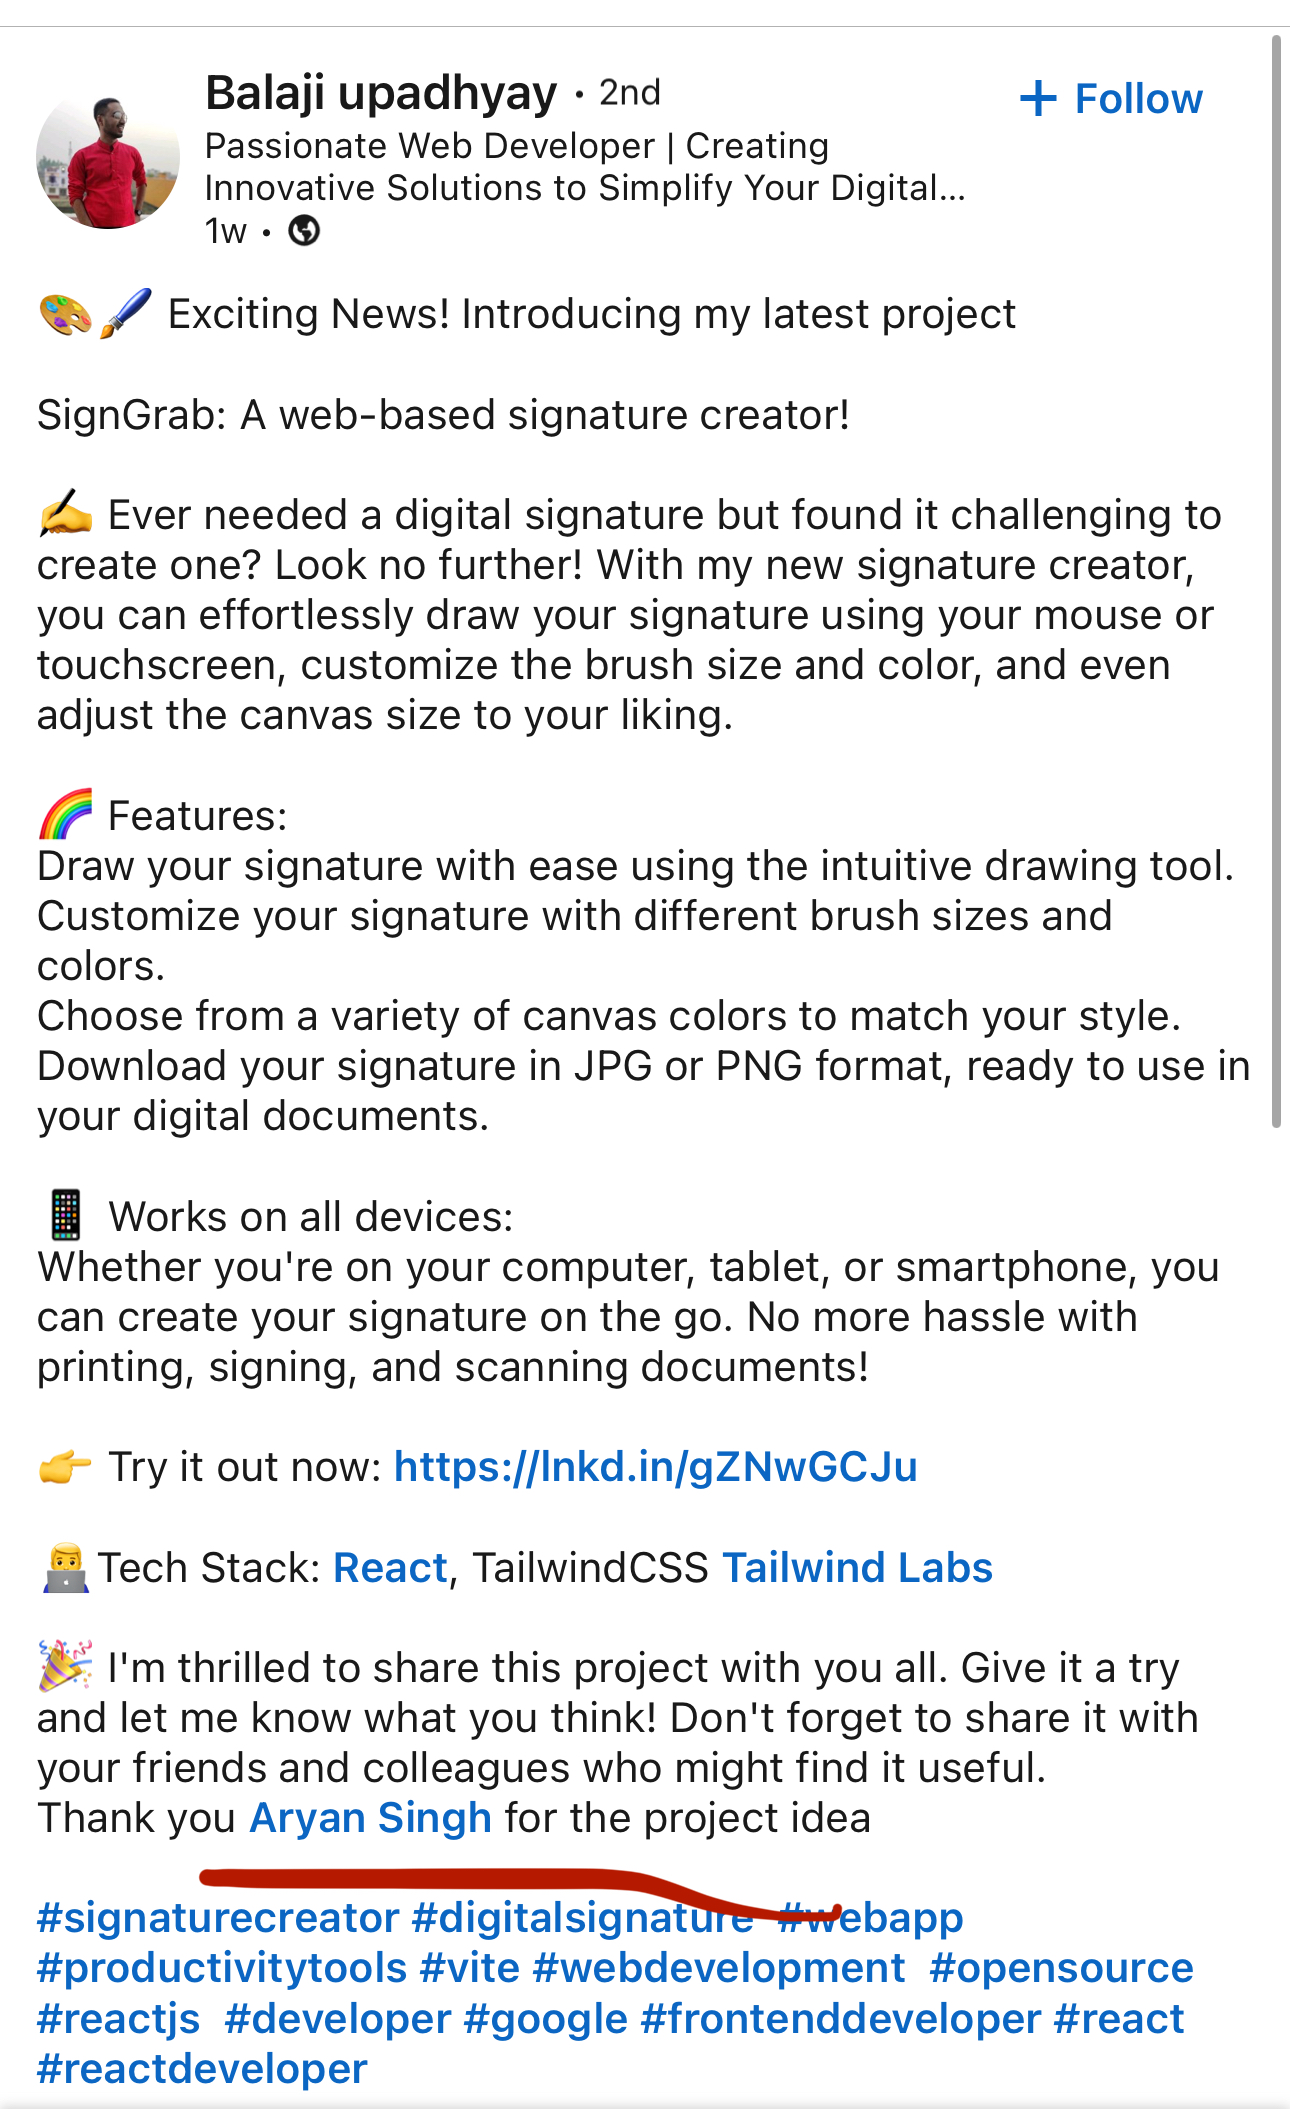 Balaji upadhyay · 2nd
+ Follow
Passionate Web Developer | Creating
Innovative Solutions to Simplify Your Digital...
1w ·
🎨🖌️ Exciting News! Introducing my latest project
SignGrab: A web-based signature creator!
✍️ Ever needed a digital signature but found it challenging to
create one? Look no further! With my new signature creator,
you can effortlessly draw your signature using your mouse or
touchscreen, customize the brush size and color, and even
adjust the canvas size to your liking.
🌈 Features:
Draw your signature with ease using the intuitive drawing tool.
Customize your signature with different brush sizes and
colors.
Choose from a variety of canvas colors to match your style.
Download your signature in JPG or PNG format, ready to use in
your digital documents.
📱 Works on all devices:
Whether you're on your computer, tablet, or smartphone, you
can create your signature on the go. No more hassle with
printing, signing, and scanning documents!
👉 Try it out now: https://lnkd.in/gZNwGCJu
👨‍💻Tech Stack: React, TailwindCSS Tailwind Labs
🎉 I'm thrilled to share this project with you all. Give it a try
and let me know what you think! Don't forget to share it with
your friends and colleagues who might find it useful.
Thank you Aryan Singh for the project idea
#signaturecreator #digitalsignature #webapp
#productivitytools #vite #webdevelopment #opensource
#reactjs #developer #google #frontenddeveloper #react
#reactdeveloper